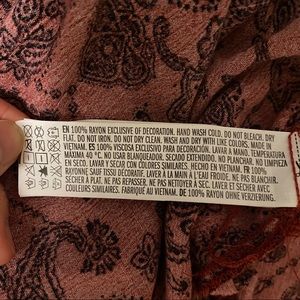 EN 100% RAYON EXCLUSIVE OF DECORATION. HAND WASH COLD. DO NOT BLEACH. DRY
FLAT. DO NOT IRON. DO NOT DRY CLEAN. WASH AND DRY WITH LIKE COLORS. MADE IN
VIETNAM. ES 100% VISCOSA EXCLUSIVO PARA DECORACIÓN. LAVAR A MANO. TEMPERATURA
MÁXIMA 40 °C. NO USAR BLANQUEADOR. SECADO EXTENDIDO. NO PLANCHAR. NO LIMPIEZA
EN SECO. LAVAR Y SECAR CON COLORES SIMILARES. HECHO EN VIETNAM. FR 100%
RAYONNE SAUF TISSU DÉCORATIF. LAVER À LA MAIN À L'EAU FROIDE. NE PAS BLANCHIR.
SÉCHER À PLAT. NE PAS REPASSER. NE PAS NETTOYER À SEC. LAVER ET SÉCHER AVEC
COULEURS SIMILAIRES. FABRIQUÉ AU VIETNAM. DE 100% RAYON OHNE VERZIERUNG.